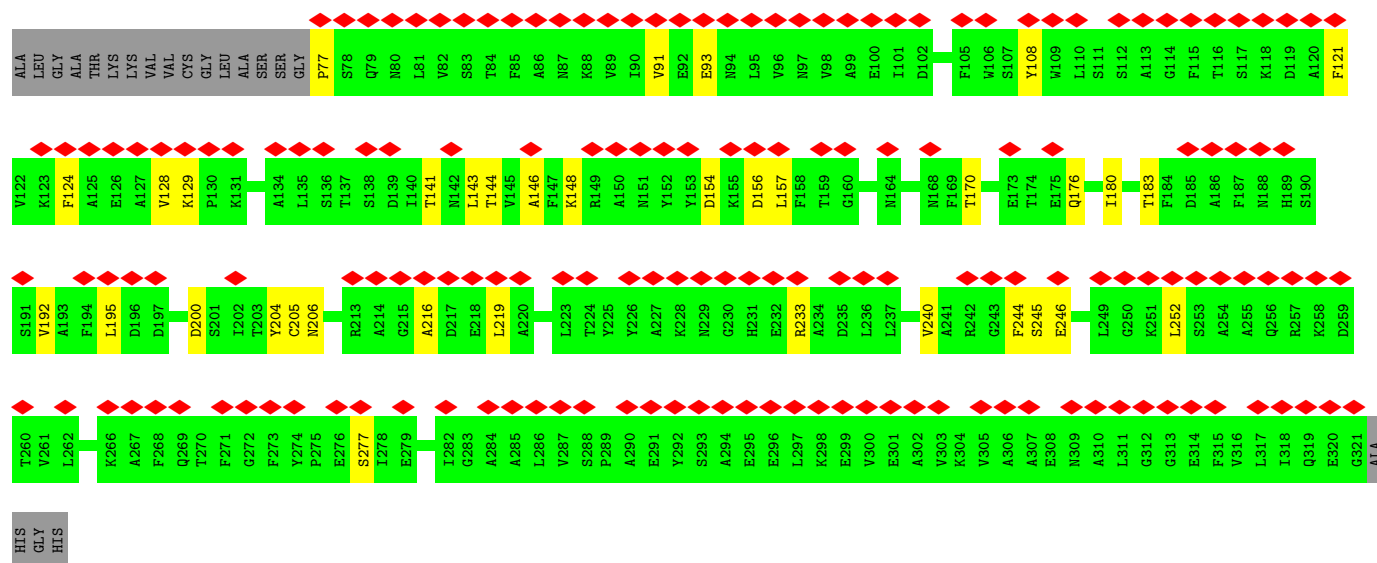 ALA LEU GLY ALA THR LYS LYS VAL VAL CYS GLY LEU ALA SER SER GLY P77 S78 Q79 N80 L81 V82 S83 T84 F85 A86 N87 K88 V89 I90 V91 E92 E93 N94 L95 V96 N97 V98 A99 E100 I101 D102 F105 W106 S107 Y108 W109 L110 S111 S112 A113 G114 F115 T116 S117 K118 D119 A120 F121
V122 K123 F124 A125 E126 A127 V128 K129 P130 K131 A134 L135 S136 T137 S138 D139 I140 T141 N142 L143 T144 V145 A146 F147 K148 R149 A150 N151 Y152 Y153 D154 K155 D156 L157 F158 T159 G160 N164 N168 F169 T170 E173 T174 E175 Q176 I180 T183 F184 D185 A186 F187 N188 H189 S190
S191 V192 A193 F194 L195 D196 D197 D200 S201 I202 T203 Y204 C205 N206 R213 A214 G215 A216 D217 E218 L219 A220 L223 T224 Y225 Y226 A227 K228 N229 G230 H231 E232 R233 A234 D235 L236 L237 V240 A241 R242 G243 F244 S245 E246 L249 G250 K251 L252 S253 A254 A255 Q256 R257 K258 D259
T260 V261 L262 K266 A267 F268 Q269 T270 F271 G272 F273 Y274 P275 E276 S277 I278 E279 I282 G283 A284 A285 L286 V287 S288 P289 A290 E291 Y292 S293 A294 E295 E296 L297 K298 E299 V300 E301 A302 V303 K304 V305 A306 A307 E308 N309 A310 L311 G312 G313 E314 F315 V316 L317 I318 Q319 E320 G321 ALA
HIS GLY HIS